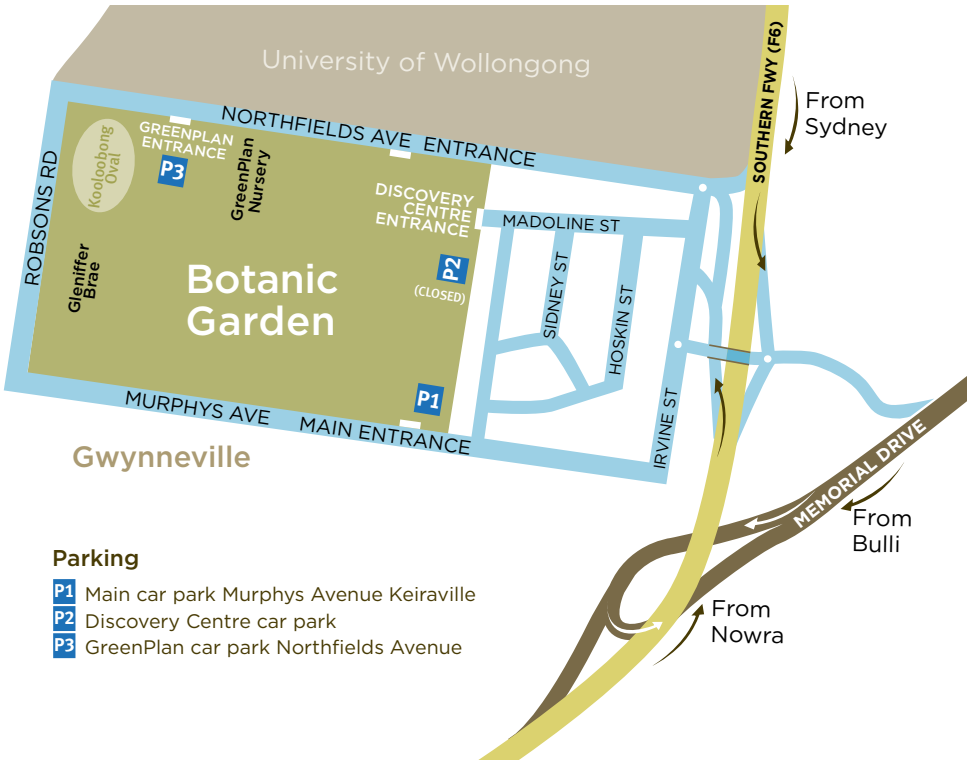 University of Wollongong
SOUTHERN FWY (F6)
From
Sydney
NORTHFIELDS AVE ENTRANCE
GREENPLAN
ENTRANCE
P3
Kooloobong
Oval
GreenPlan
Nursery
ROBSONS RD
DISCOVERY
CENTRE
ENTRANCE
MADOLINE ST
P2
(CLOSED)
Gleniffer
Brae
Botanic
Garden
SIDNEY ST
HOSKIN ST
P1
MURPHYS AVE
MAIN ENTRANCE
IRVINE ST
Gwynneville
MEMORIAL DRIVE
From
Bulli
From
Nowra
Parking
P1 Main car park Murphys Avenue Keiraville
P2 Discovery Centre car park
P3 GreenPlan car park Northfields Avenue